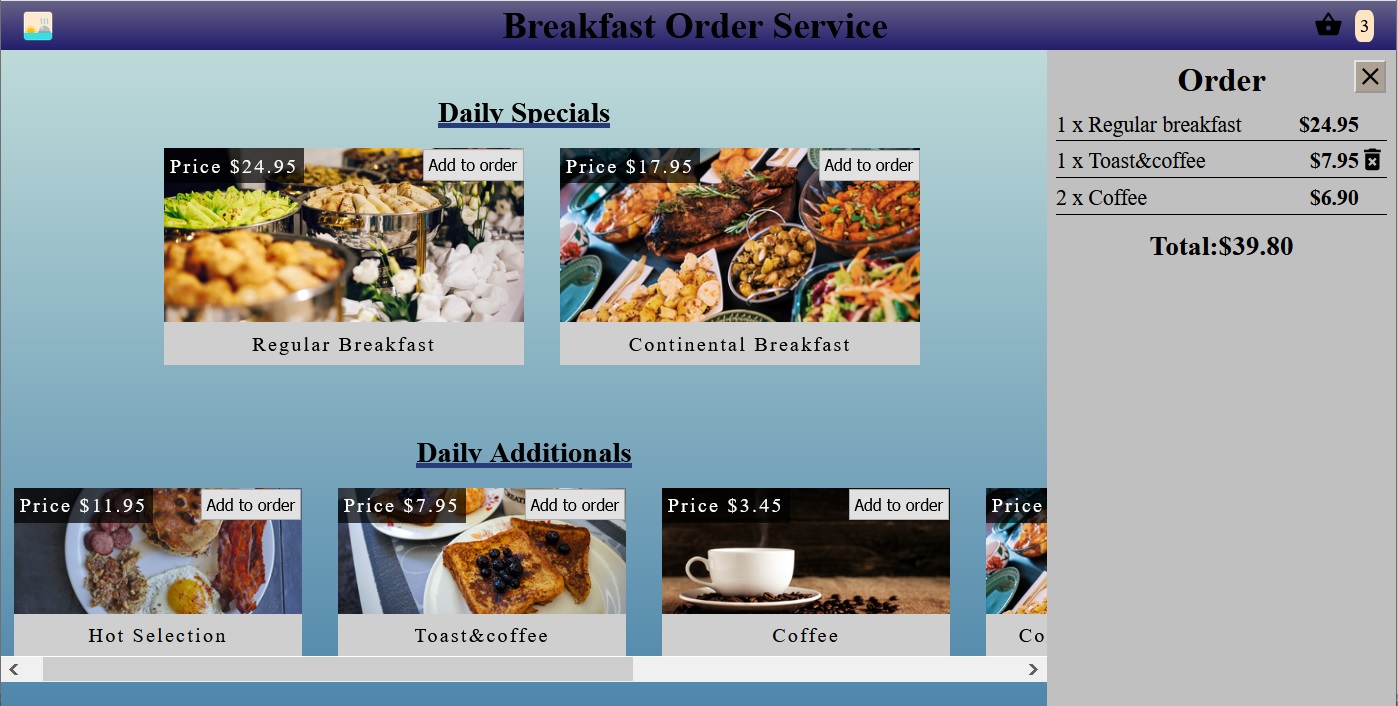 Breakfast Order Service
3
Daily Specials
Price $24.95
Add to order
Regular Breakfast
Price $17.95
Add to order
Continental Breakfast
Daily Additionals
Price $11.95
Add to order
Hot Selection
Price $7.95
Add to order
Toast&coffee
Price $3.45
Add to order
Coffee
Price
Co
Order
1 x Regular breakfast $24.95
1 x Toast&coffee $7.95
2 x Coffee $6.90
Total:$39.80